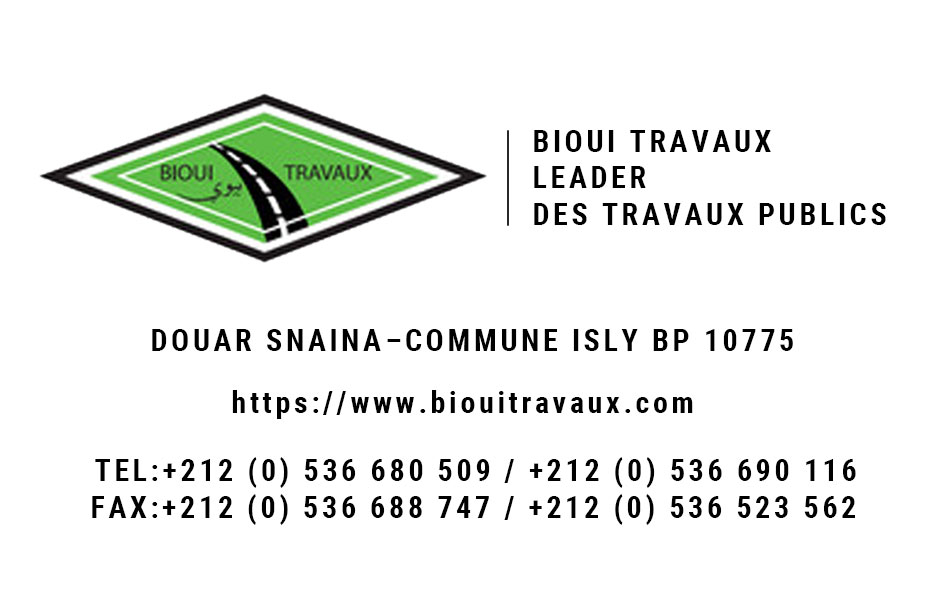 BIOUI TRAVAUX
بيوي
BIOUI TRAVAUX
LEADER
DES TRAVAUX PUBLICS
DOUAR SNAINA–COMMUNE ISLY BP 10775
https://www.biouitravaux.com
TEL:+212 (0) 536 680 509 / +212 (0) 536 690 116
FAX:+212 (0) 536 688 747 / +212 (0) 536 523 562